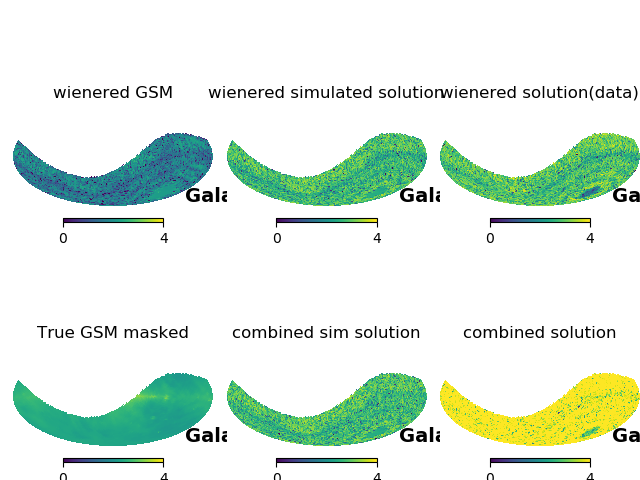 wienered GSM
wienered simulated solution
wienered solution(data)
Gala
Gala
Ga
0 4
0 4
0 4
True GSM masked
combined sim solution
combined solution
Gala
Gala
Ga
0 4
0 4
0 4